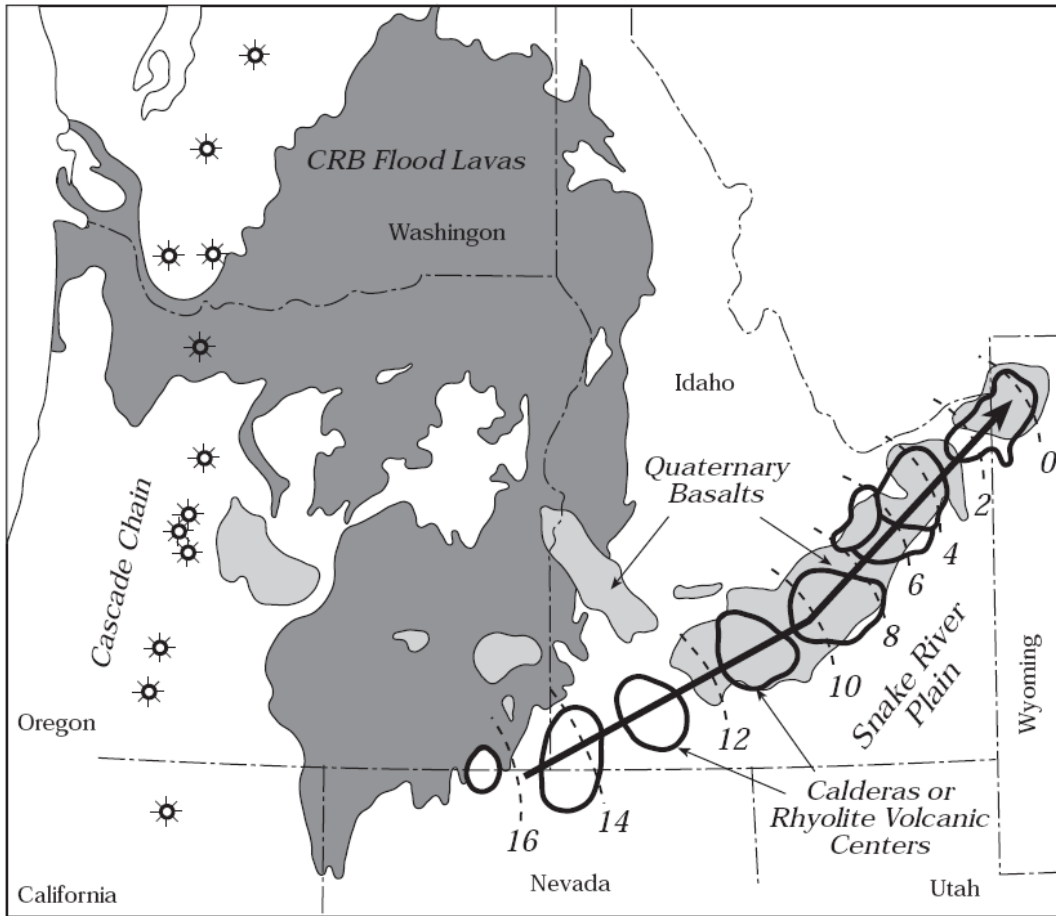 CRB Flood Lavas
Washingon
Idaho
Quaternary
Basalts
Cascade Chain
0
2
4
6
8
10
12
14
16
Snake River
Plain
Wyoming
Oregon
Calderas or
Rhyolite Volcanic
Centers
California
Nevada
Utah